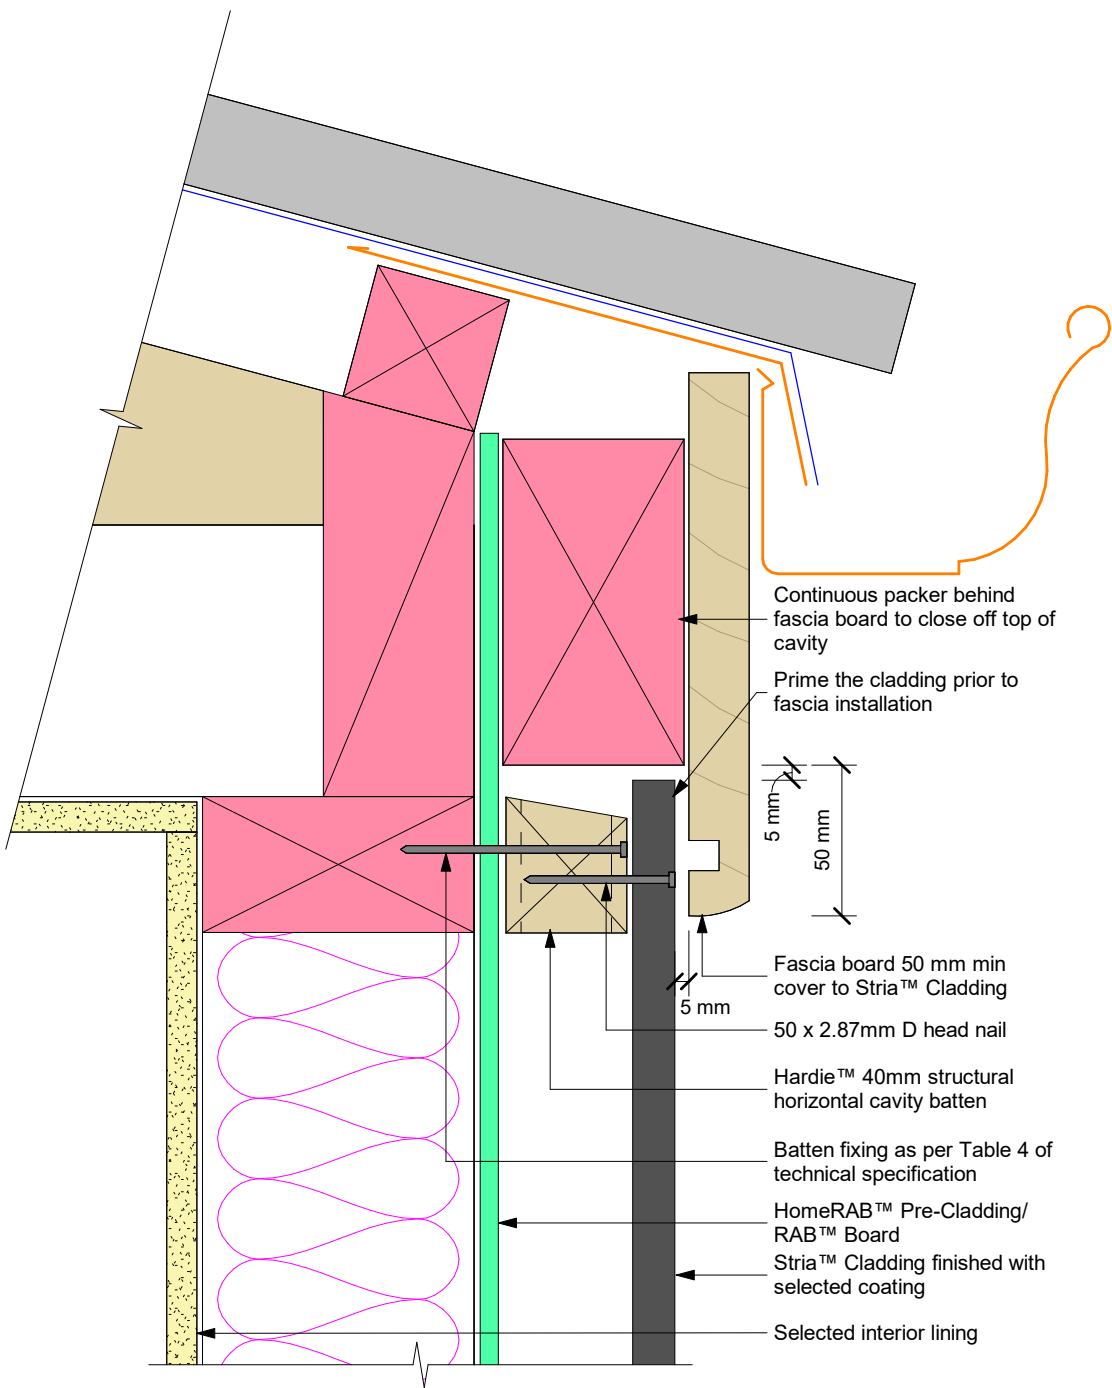 Continuous packer behind
fascia board to close off top of
cavity
Prime the cladding prior to
fascia installation
5 mm
50 mm
Fascia board 50 mm min
cover to Stria™ Cladding
5 mm
50 x 2.87mm D head nail
Hardie™ 40mm structural
horizontal cavity batten
Batten fixing as per Table 4 of
technical specification
HomeRAB™ Pre-Cladding/
RAB™ Board
Stria™ Cladding finished with
selected coating
Selected interior lining